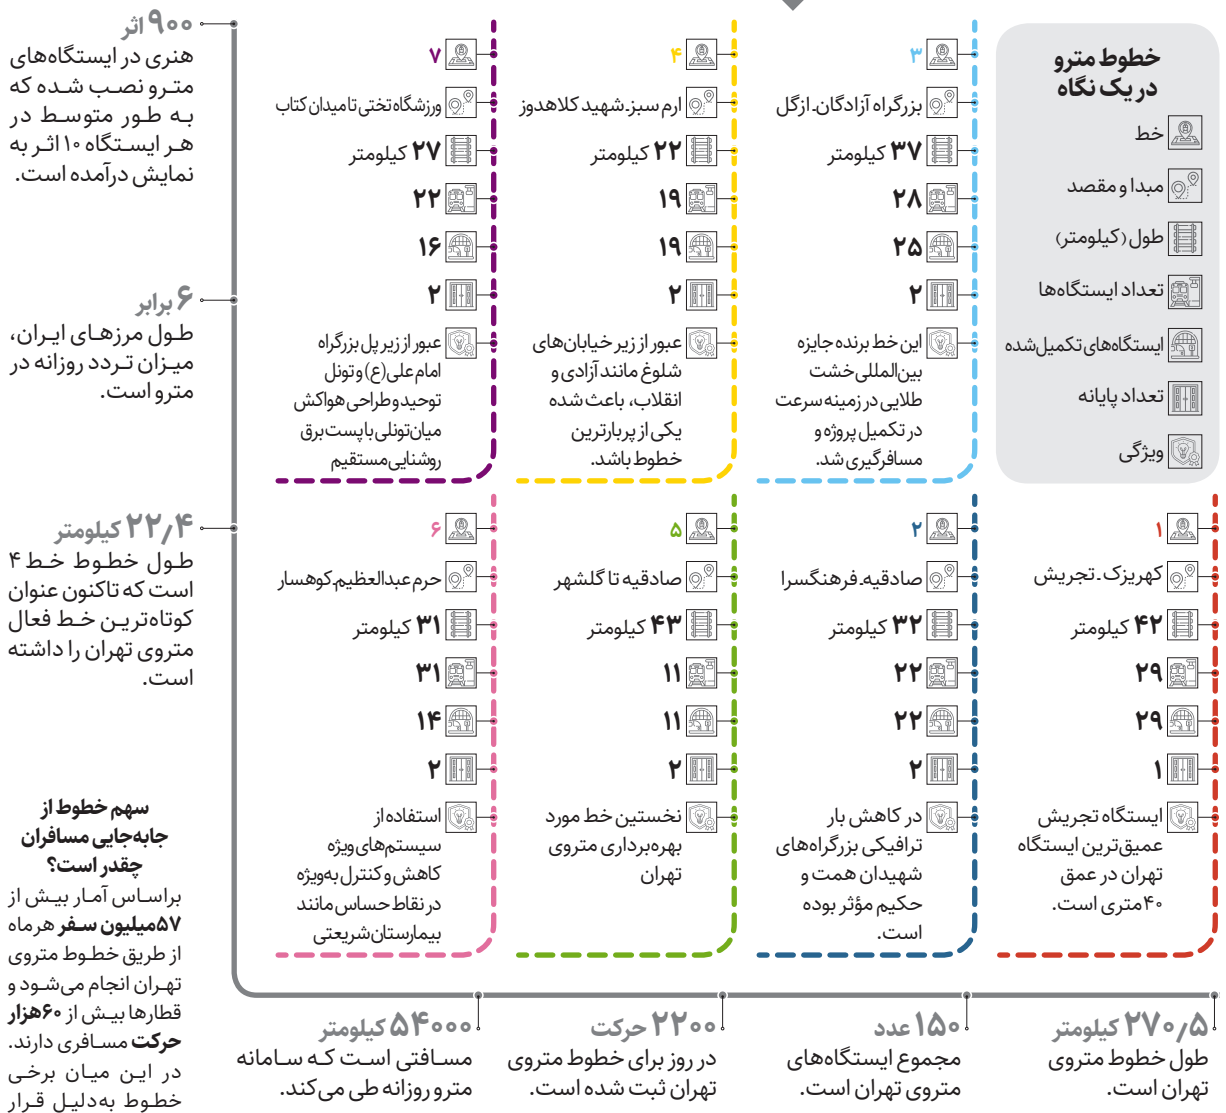 خطوط مترو
در یک نگاه
خط
مبدا و مقصد
طول (کیلومتر)
تعداد ایستگاه‌ها
ایستگاه‌های تکمیل‌شده
تعداد پایانه
ویژگی
۳
بزرگراه آزادگان۔ازگل
۳۷ کیلومتر
۲۸
۲۵
۲
این خط برنده جایزه
بین‌المللی خشت
طلایی در زمینه سرعت
در تکمیل پروژه و
مسافرگیری شد.
۴
ارم سبز۔شهید کلاهدوز
۲۲ کیلومتر
۱۹
۱۹
۲
عبور از زیر خیابان‌های
شلوغ مانند آزادی و
انقلاب، باعث شده
یکی از پربارترین
خطوط باشد.
۷
ورزشگاه تختی تا میدان کتاب
۲۷ کیلومتر
۲۲
۱۶
۲
عبور از زیر پل بزرگراه
امام علی(ع) و تونل
توحید و طراحی هواکش
میان‌تونلی با پست برق
روشنایی مستقیم
۱
کهریزک ـ تجریش
۴۲ کیلومتر
۲۹
۲۹
۱
ایستگاه تجریش
عمیق‌ترین ایستگاه
تهران در عمق
۴۰متری است.
۲
صادقیه۔فرهنگسرا
۳۲ کیلومتر
۲۲
۲۲
۲
در کاهش بار
ترافیکی بزرگراه‌های
شهیدان همت و
حکیم مؤثر بوده
است.
۵
صادقیه تا گلشهر
۴۳ کیلومتر
۱۱
۱۱
۲
نخستین خط مورد
بهره‌برداری متروی
تهران
۶
حرم عبدالعظیم۔کوهسار
۳۱ کیلومتر
۳۱
۱۴
۲
استفاده از
سیستم‌های ویژه
کاهش و کنترل به‌ویژه
در نقاط حساس مانند
بیمارستان شریعتی
۹۰۰ اثر
هنری در ایستگاه‌های
مترو نصب شده که
به طور متوسط در
هر ایستگاه ۱۰ اثر به
نمایش درآمده است.
۶ برابر
طول مرزهای ایران،
میزان تردد روزانه در
مترو است.
۲۲٫۴ کیلومتر
طول خطوط خط ۴
است که تاکنون عنوان
کوتاه‌ترین خط فعال
متروی تهران را داشته
است.
سهم خطوط از
جابه‌جایی مسافران
چقدر است؟
براساس آمار بیش از
۵۷میلیون سفر هر ماه
از طریق خطوط متروی
تهران انجام می‌شود و
قطارها بیش از ۶۰هزار
حرکت مسافری دارند.
در این میان برخی
خطوط به‌دلیل قرار
۲۷۰٫۵ کیلومتر
طول خطوط متروی
تهران است.
۱۵۰ عدد
مجموع ایستگاه‌های
متروی تهران است.
۲۲۰۰ حرکت
در روز برای خطوط متروی
تهران ثبت شده است.
۵۴۰۰۰ کیلومتر
مسافتی است که سامانه
مترو روزانه طی می‌کند.